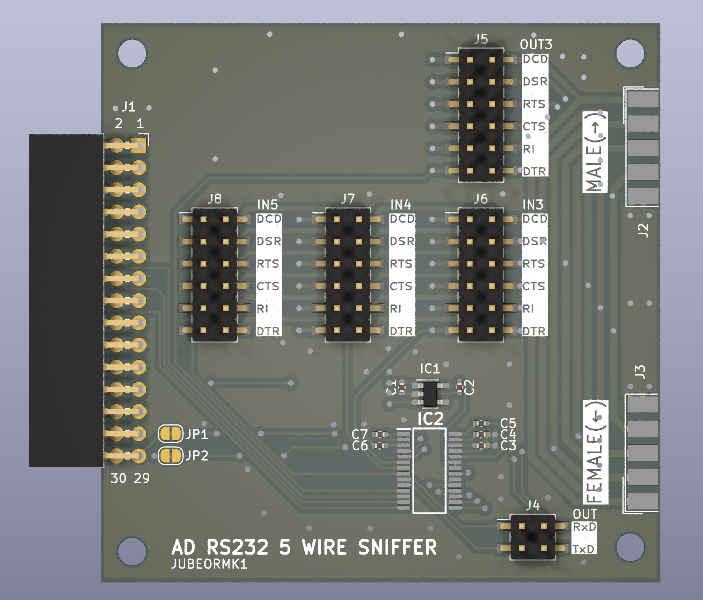 J5
OUT3
DCD
DSR
RTS
CTS
RI
DTR
J1
2 1
MALE(→)
J2
J8
IN5
DCD
DSR
RTS
CTS
RI
DTR
J7
IN4
DCD
DSR
RTS
CTS
RI
DTR
J6
IN3
DCD
DSR
RTS
CTS
RI
DTR
IC1
C1
C2
J3
IC2
C7
C6
C5
C4
C3
JP1
JP2
FEMALE(←)
30 29
J4
OUT
RxD
TxD
AD RS232 5 WIRE SNIFFER
JUBEORMK1